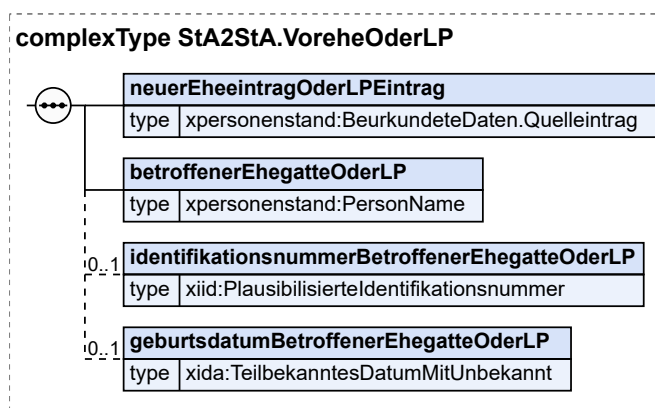 complexType StA2StA.VoreheOderLP
neuerEheeintragOderLPEintrag
type xpersonenstand:BeurkundeteDaten.Quelleintrag
betroffenerEhegatteOderLP
type xpersonenstand:PersonName
0..1 identifikationsnummerBetroffenerEhegatteOderLP
type xiid:PlausibilisierteIdentifikationsnummer
0..1 geburtsdatumBetroffenerEhegatteOderLP
type xida:TeilbekanntesDatumMitUnbekannt